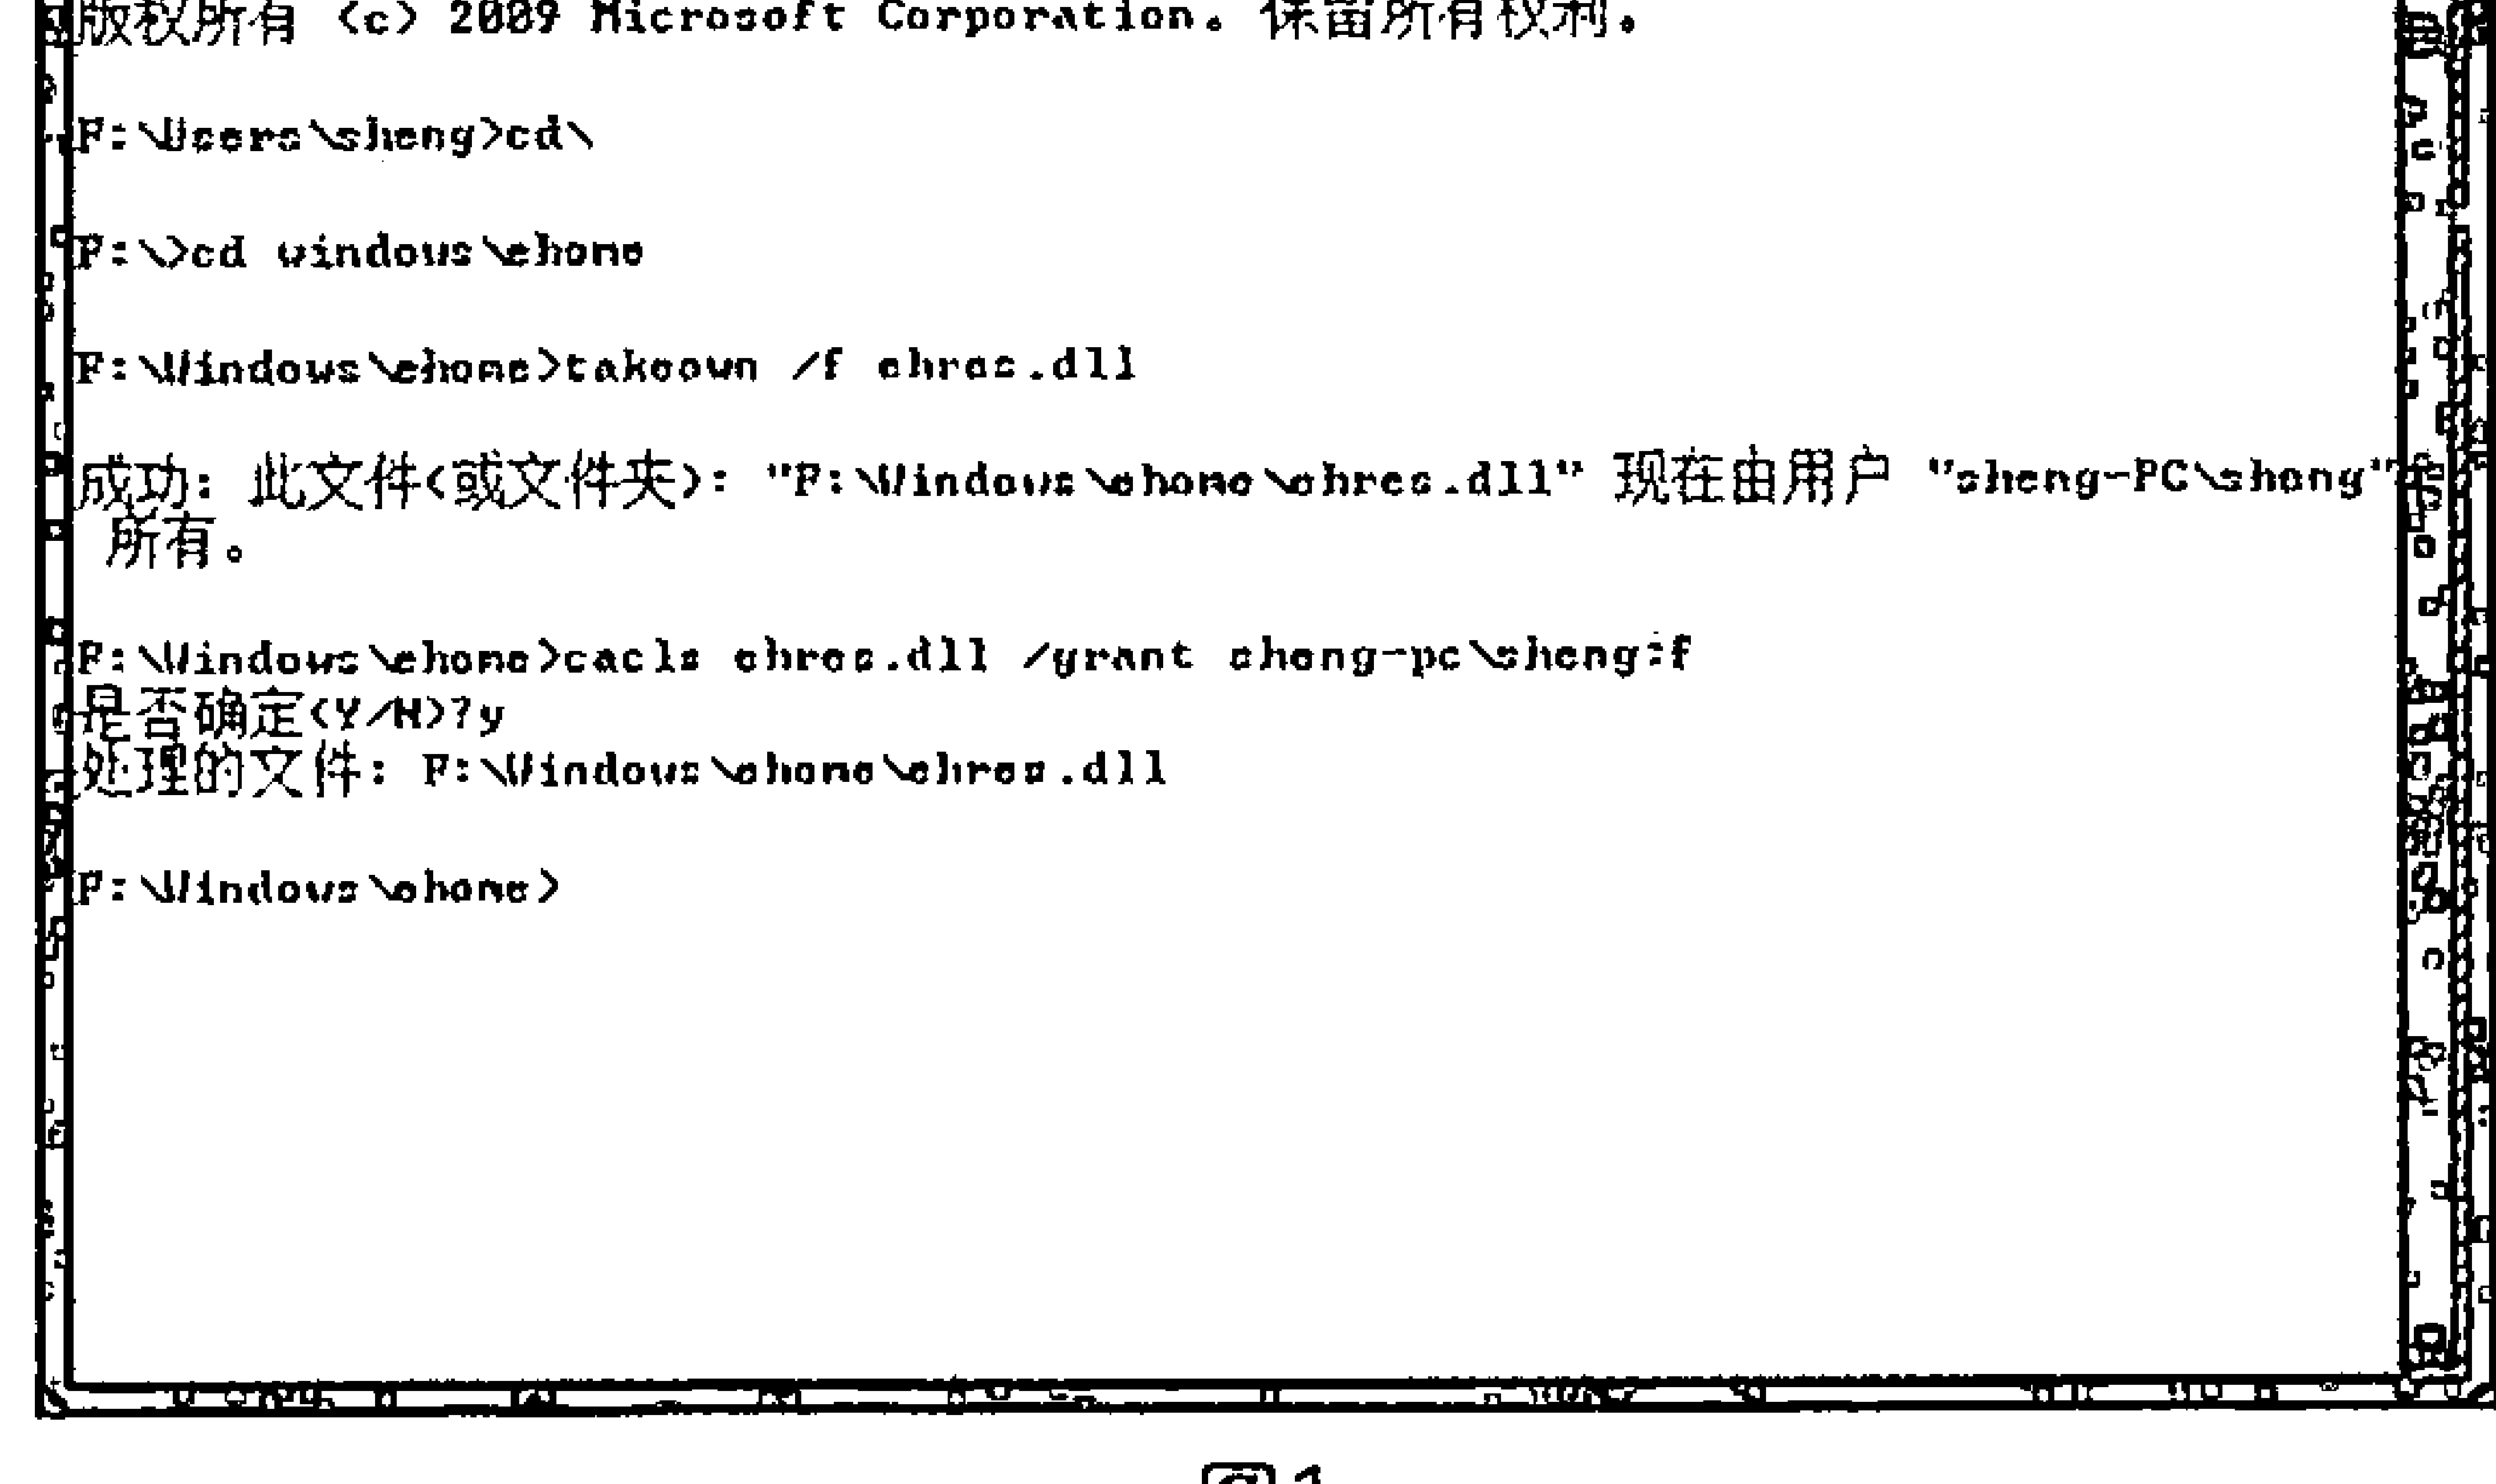 版权所有 (c) 2009 Microsoft Corporation。保留所有权利。
F:\Users\sheng>cd\
F:\>cd windows\ehome
F:\Windows\ehome>takeown /f ehres.dll
成功: 此文件(或文件夹): "F:\Windows\ehome\ehres.dll" 现在由用户 "sheng-PC\sheng"
所有。
F:\Windows\ehome>cacls ehres.dll /grant sheng-pc\sheng:f
是否确定(Y/N)?y
处理的文件: F:\Windows\ehome\ehres.dll
F:\Windows\ehome>
图1